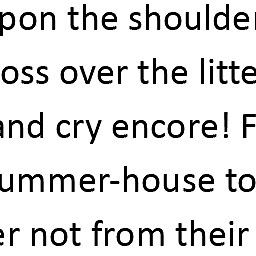 pon the shoulder
oss over the litte
and cry encore! F
ummer-house to
er not from their